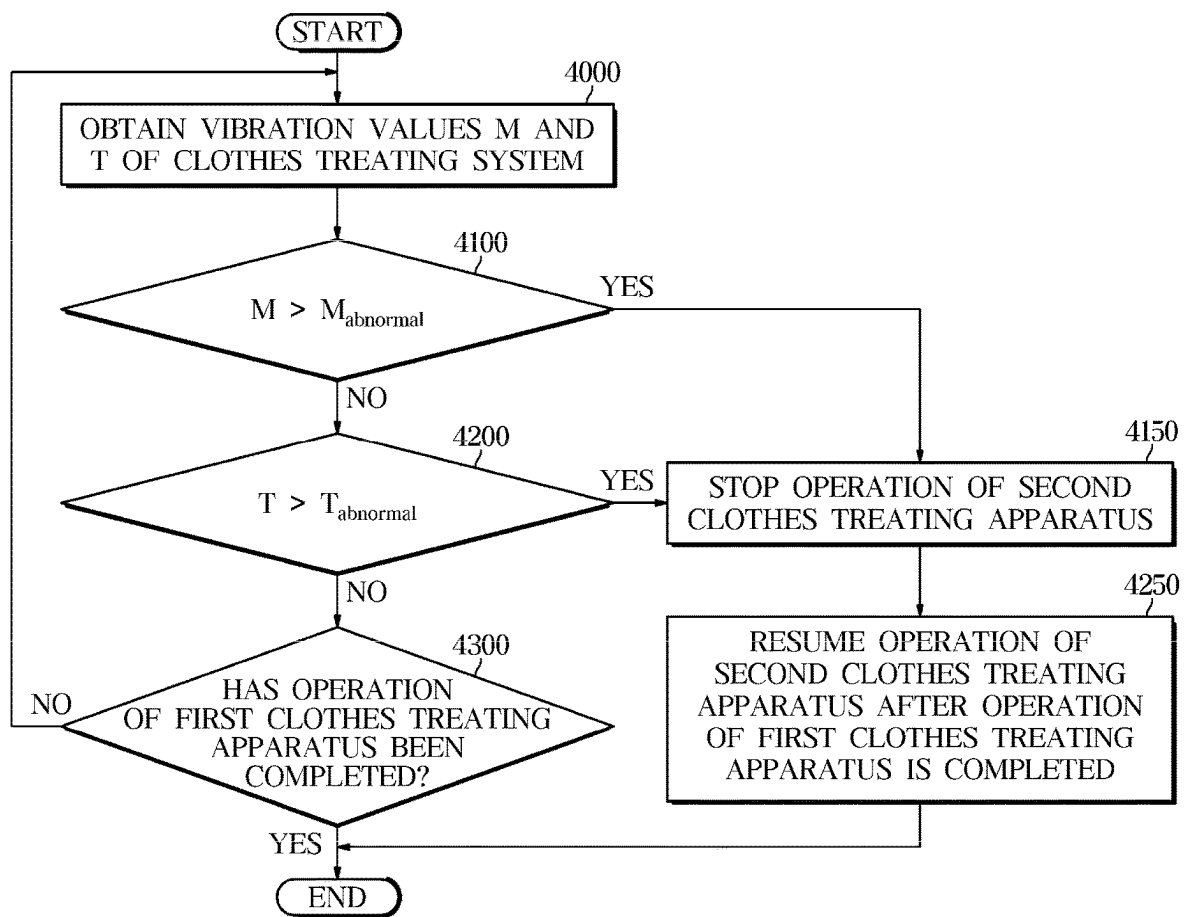 START
4000
OBTAIN VIBRATION VALUES M AND
T OF CLOTHES TREATING SYSTEM
4100
M > Mabnormal
YES
NO
4200
T > Tabnormal
YES
4150
STOP OPERATION OF SECOND
CLOTHES TREATING APPARATUS
NO
4300
HAS OPERATION
OF FIRST CLOTHES TREATING
APPARATUS BEEN
COMPLETED?
NO
4250
RESUME OPERATION OF
SECOND CLOTHES TREATING
APPARATUS AFTER OPERATION
OF FIRST CLOTHES TREATING
APPARATUS IS COMPLETED
YES
END